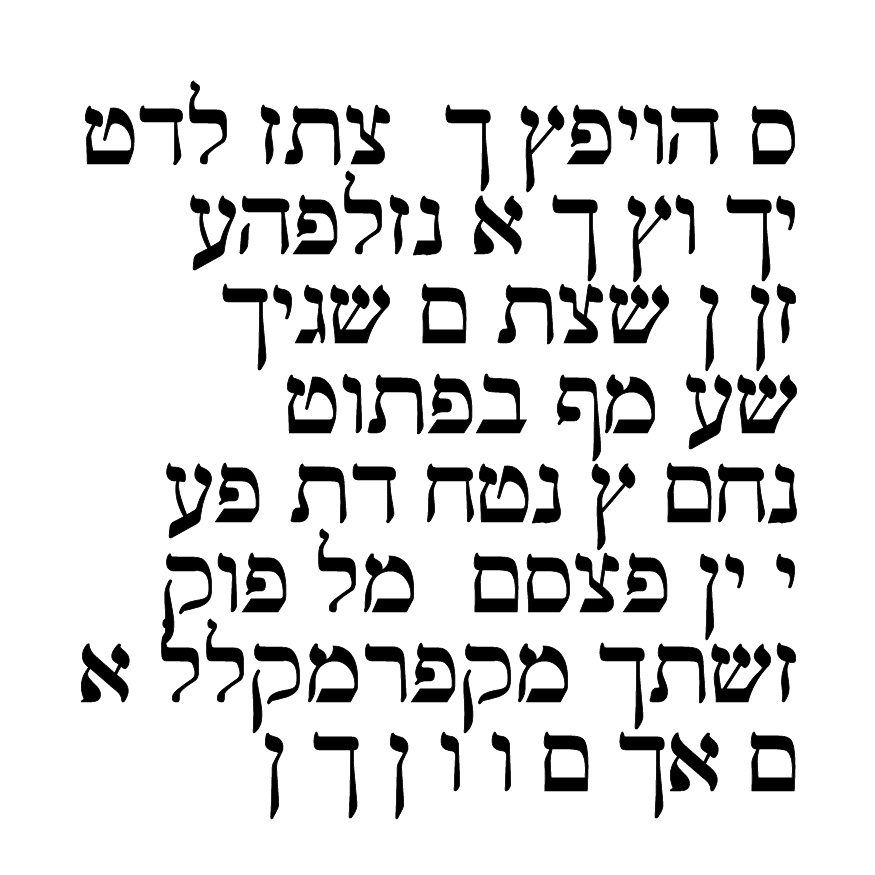 ם הויפץ ך צתז לדט
יך וץ ך א נזלפהע
זן ן שצת ם שגיך
שע מף בפתוט
נחם ץ נטח דת פע
י ין פצסם מל פוק
זשתך מקפרמקלל א
ם אך ם ו ו ן ך ן